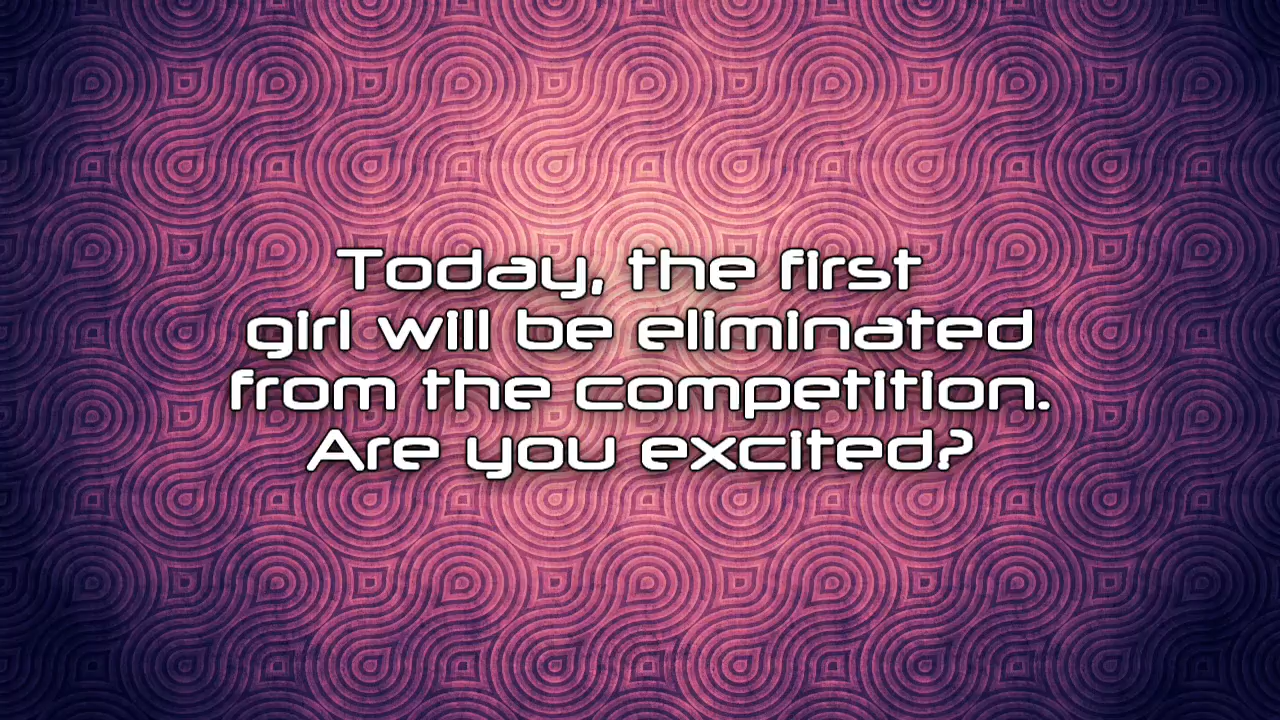 Today, the first
girl will be eliminated
from the competition.
Are you excited?